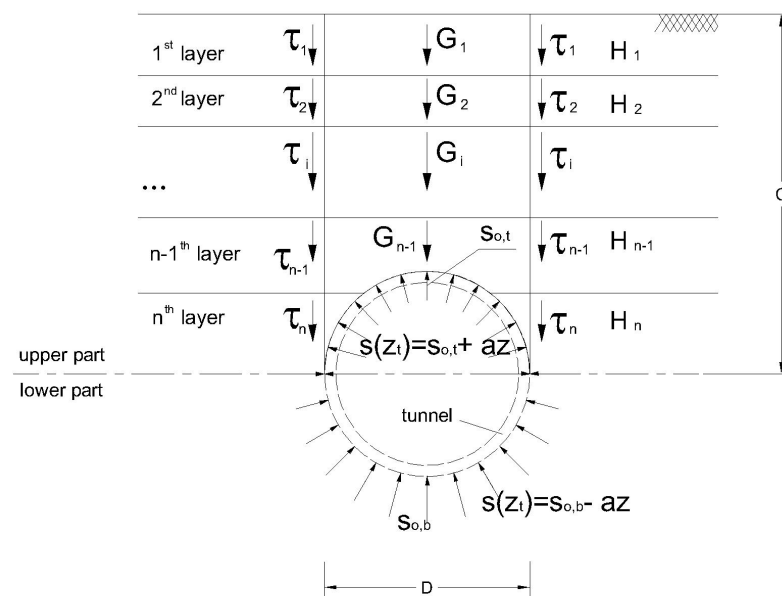 1st layer τ1 G1 τ1 H1
2nd layer τ2 G2 τ2 H2
... τi Gi τi
C
n-1th layer τn-1 Gn-1 so,t τn-1 Hn-1
nth layer τn τn Hn
s(zt)=so,t+ az
upper part
lower part
tunnel
s(zt)=so,b- az
so,b
D